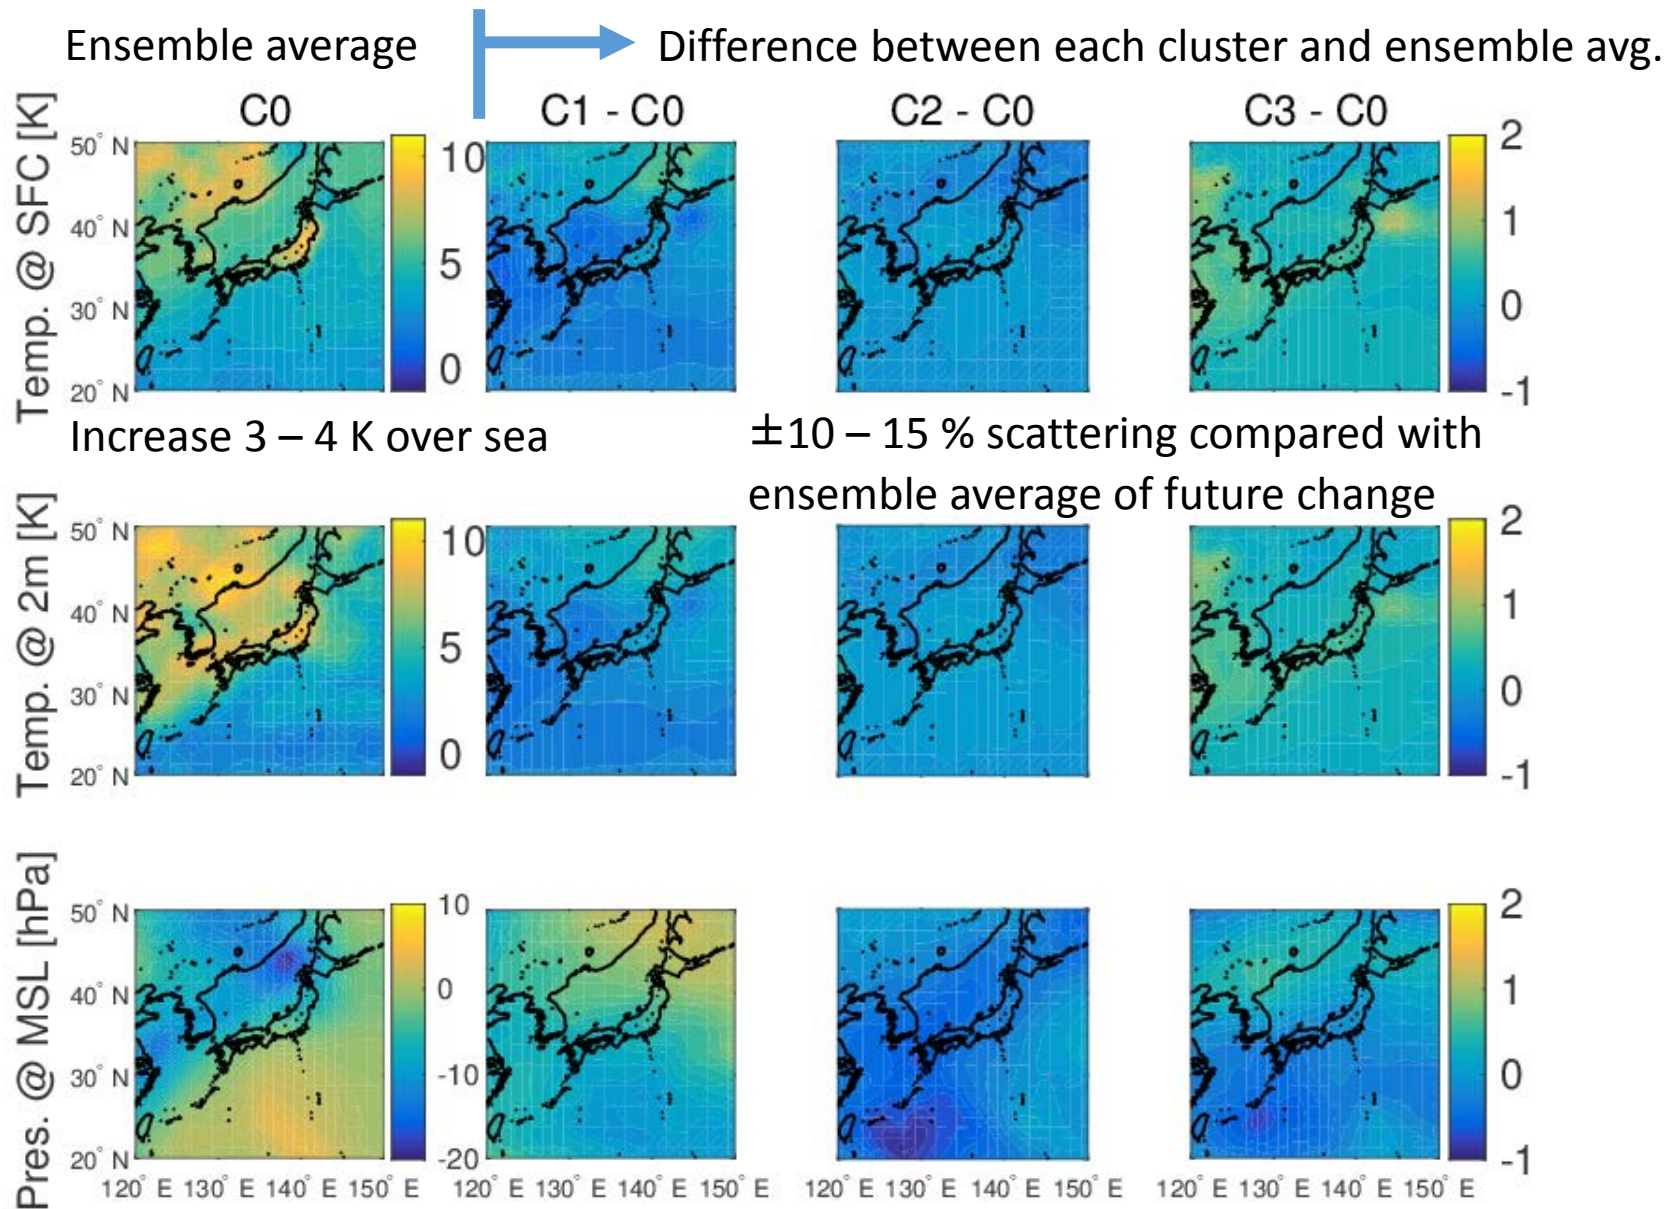 Ensemble average
Difference between each cluster and ensemble avg.
C0
C1 - C0
C2 - C0
C3 - C0
Temp. @ SFC [K]
50° N
40° N
30° N
20° N
10
5
0
2
1
0
-1
Increase 3 – 4 K over sea
±10 – 15 % scattering compared with
ensemble average of future change
Temp. @ 2m [K]
50° N
40° N
30° N
20° N
10
5
0
2
1
0
-1
Pres. @ MSL [hPa]
50° N
40° N
30° N
20° N
10
0
-10
-20
2
1
0
-1
120° E 130° E 140° E 150° E
120° E 130° E 140° E 150° E
120° E 130° E 140° E 150° E
120° E 130° E 140° E 150° E